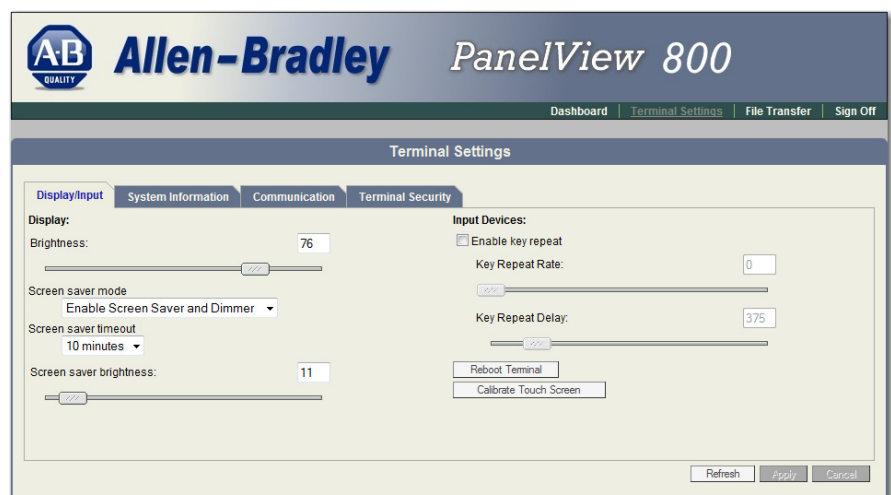 A·B
QUALITY
Allen-Bradley
PanelView 800
Dashboard Terminal Settings File Transfer Sign Off
Terminal Settings
Display/Input System Information Communication Terminal Security
Display:
Brightness: 76
Screen saver mode
Enable Screen Saver and Dimmer
Screen saver timeout
10 minutes
Screen saver brightness: 11
Input Devices:
Enable key repeat
Key Repeat Rate: 0
Key Repeat Delay: 375
Reboot Terminal
Calibrate Touch Screen
Refresh Apply Cancel